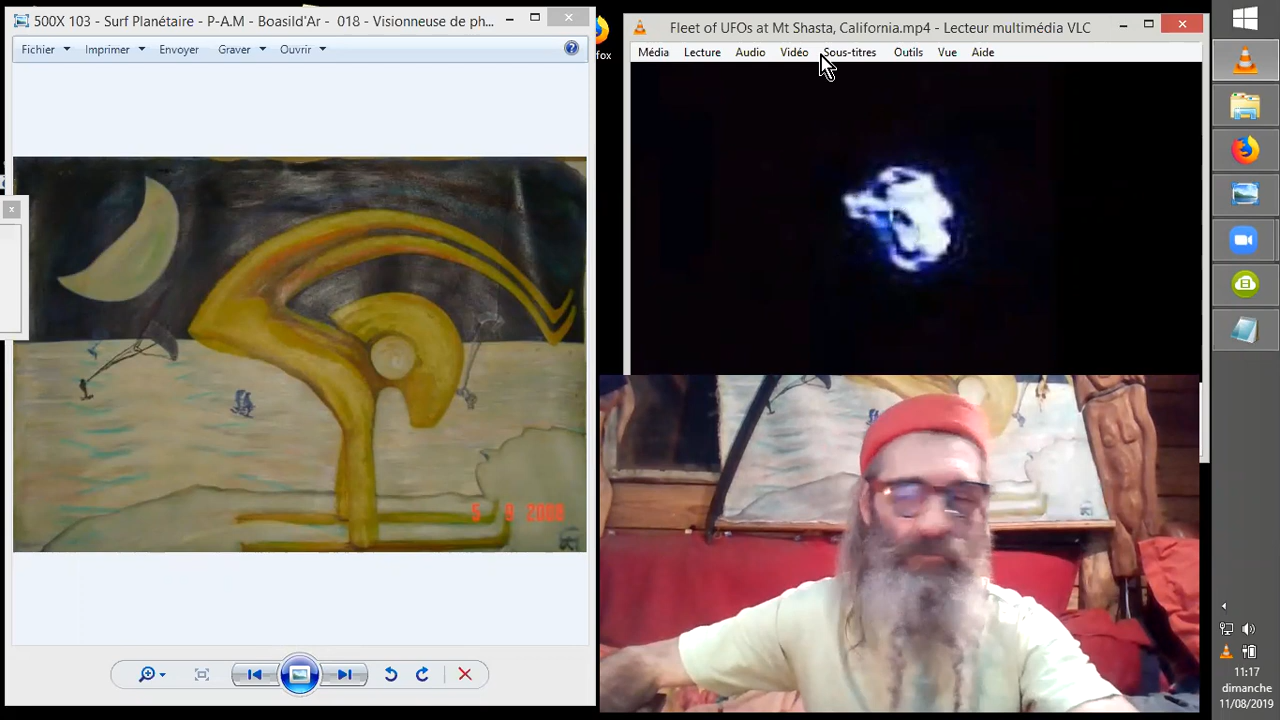 500X 103 - Surf Planétaire - P-A.M - Boasild'Ar - 018 - Visionneuse de ph...
Fichier Imprimer Envoyer Graver Ouvrir
Fleet of UFOs at Mt Shasta, California.mp4 - Lecteur multimédia VLC
Média Lecture Audio Vidéo Sous-titres Outils Vue Aide
fox
5 9 2008
11:17
dimanche
11/08/2019